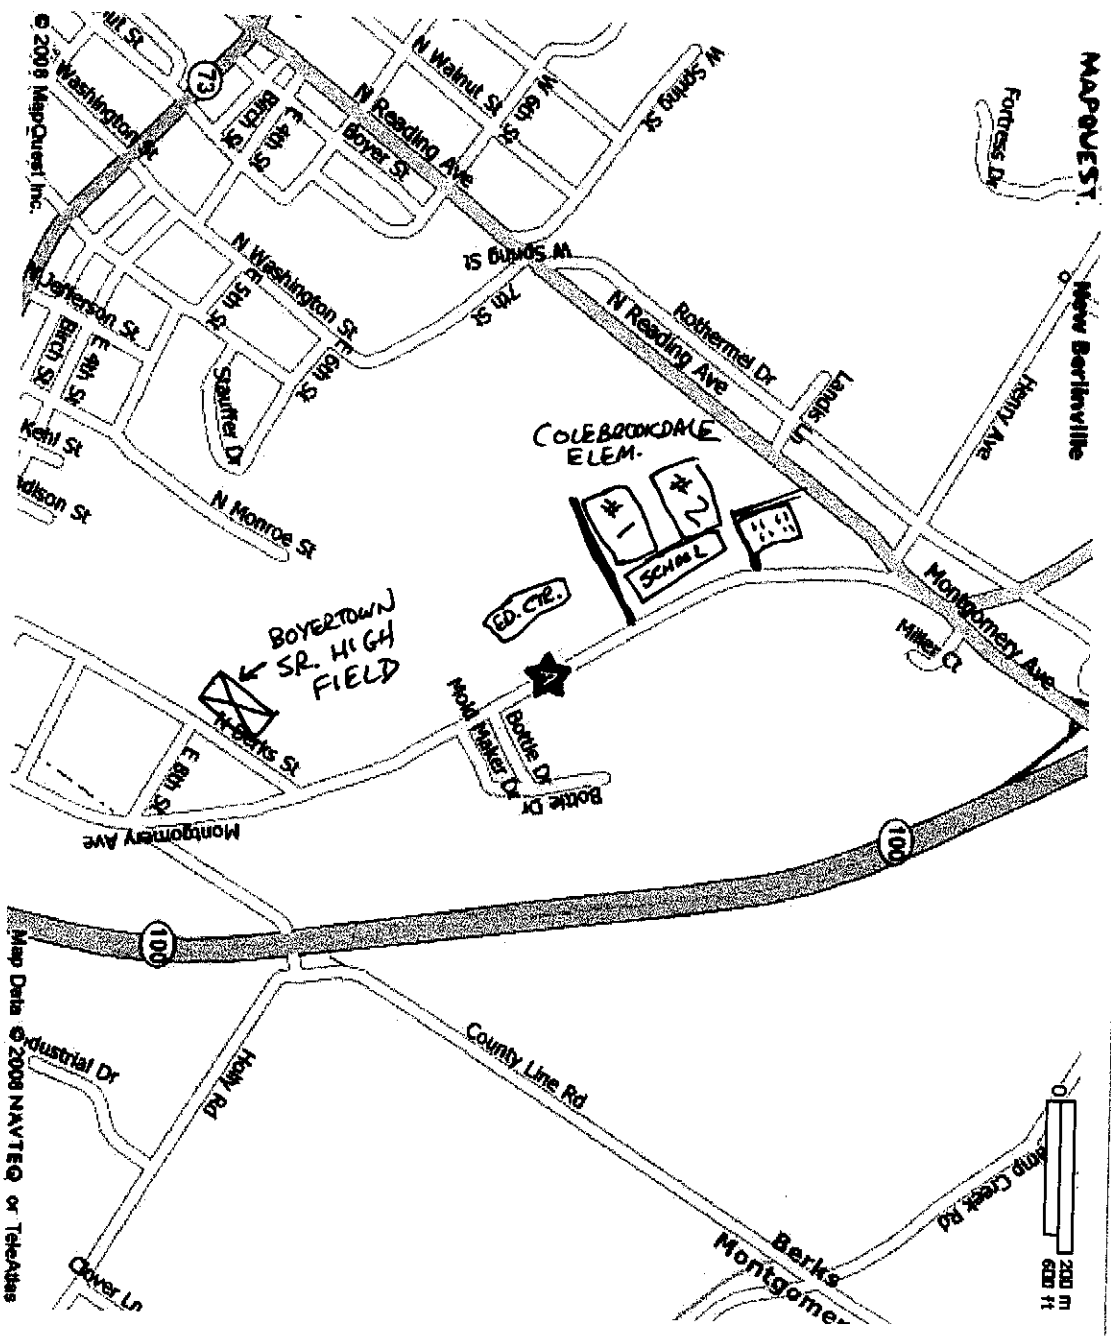 MAPQUEST.
© 2008 MapQuest Inc.
Map Data © 2008 NAVTEQ or TeleAtlas
0
200 m
600 ft
New Berlinville
Fortress Dr
Henry Ave
W Spring St
N Walnut St
W 6th St
N Reading Ave
Boyer St
73
Washington St
Birch St
E 4th St
W Spring St
7th St
N Washington St
E 5th St
E 6th St
Stauffer Dr
N Jefferson St
Birch St
E 4th St
Kehl St
N Monroe St
Rothermel Dr
N Reading Ave
Landis Ln
COLEBROOKDALE
ELEM.
# 1
# 2
SCHOOL
ED. CTR.
A
BOYERTOWN
SR. HIGH
FIELD
Montgomery Ave
Miller Ct
Mold Maker Dr
Bottle Dr
Bottle Dr
N Berks St
E 8th St
Montgomery Ave
100
100
County Line Rd
Holly Rd
Clover Ln
Creek Rd
Berks